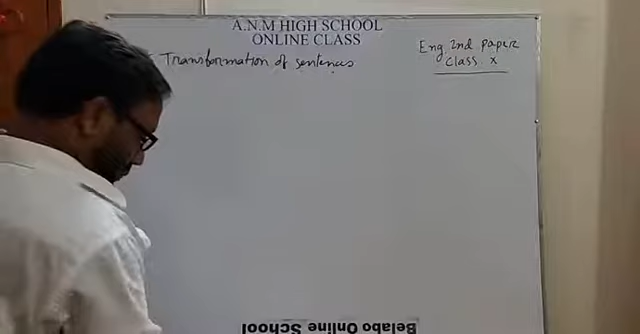 A.N.M HIGH SCHOOL
ONLINE CLASS
Transformation of sentences
Eng 2nd paper
Class X
Belabo Online School